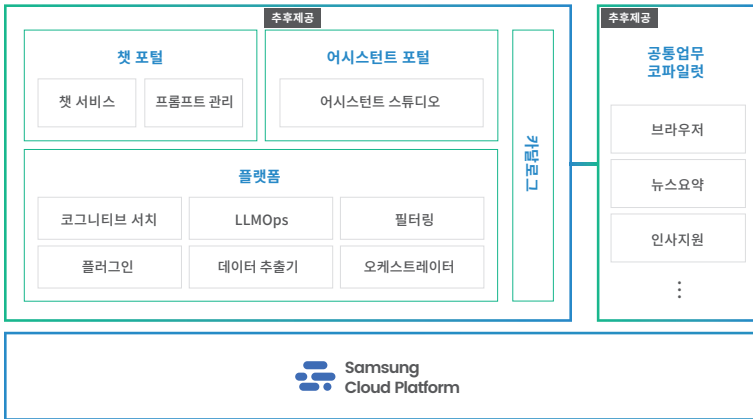 추후제공
추후제공
챗 포털
챗 서비스
프롬프트 관리
어시스턴트 포털
어시스턴트 스튜디오
플랫폼
코그니티브 서치
LLMOps
필터링
플러그인
데이터 추출기
오케스트레이터
카탈로그
공통업무
코파일럿
브라우저
뉴스요약
인사지원
⋮
Samsung
Cloud Platform